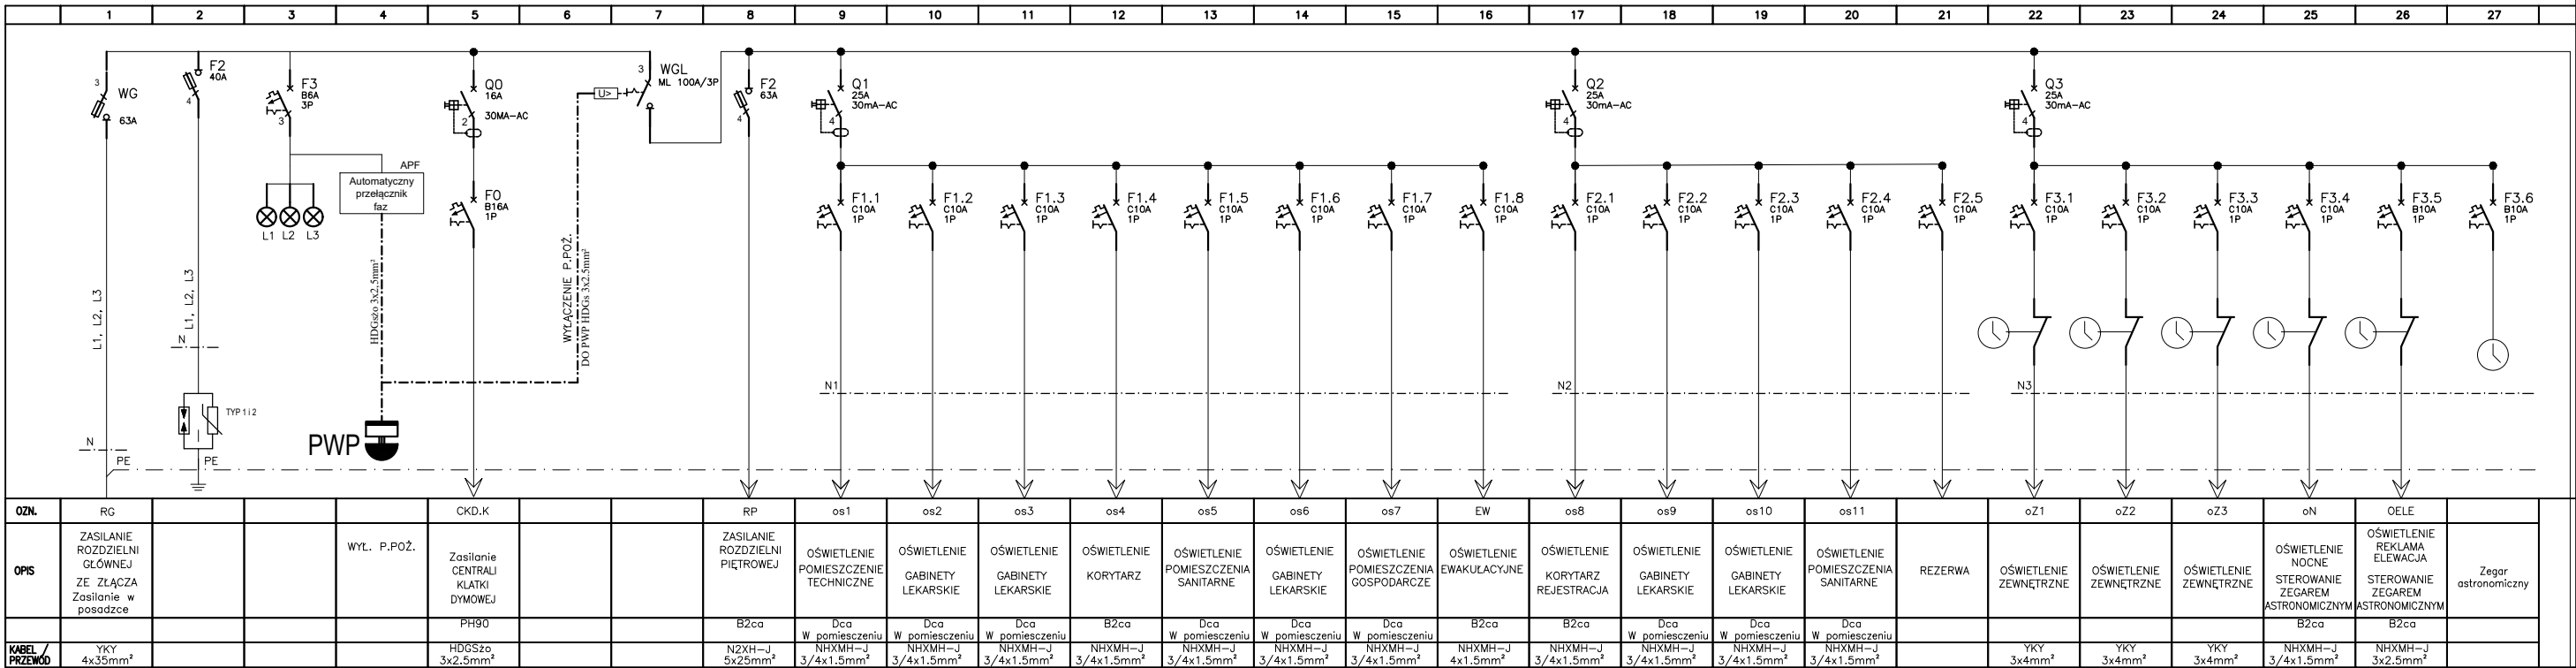 1 2 3 4 5 6 7 8 9 10 11 12 13 14 15 16 17 18 19 20 21 22 23 24 25 26 27
3
WG
63A
L1, L2, L3
N
PE
F2
40A
4
L1, L2, L3
N
TYP 1 i 2
PE
F3
B6A
3P
3
L1 L2 L3
APF
Automatyczny
przełącznik
faz
HDGsżo 3x2,5mm²
PWP
Q0
16A
30MA-AC
2
F0
B16A
1P
WYŁĄCZENIE P.POŻ.
DO PWP HDGs 3x2.5mm²
U>
3
WGL
ML 100A/3P
F2
63A
4
Q1
25A
30mA-AC
4
F1.1
C10A
1P
F1.2
C10A
1P
F1.3
C10A
1P
F1.4
C10A
1P
F1.5
C10A
1P
F1.6
C10A
1P
F1.7
C10A
1P
F1.8
C10A
1P
N1
Q2
25A
30mA-AC
4
F2.1
C10A
1P
F2.2
C10A
1P
F2.3
C10A
1P
F2.4
C10A
1P
F2.5
C10A
1P
N2
Q3
25A
30mA-AC
4
F3.1
C10A
1P
F3.2
C10A
1P
F3.3
C10A
1P
F3.4
C10A
1P
F3.5
B10A
1P
F3.6
B10A
1P
N3
OZN. RG CKD.K RP os1 os2 os3 os4 os5 os6 os7 EW os8 os9 os10 os11 oZ1 oZ2 oZ3 oN OELE
OPIS
ZASILANIE
ROZDZIELNI
GŁÓWNEJ
ZE ZŁĄCZA
Zasilanie w
posadzce
WYŁ. P.POŻ.
Zasilanie
CENTRALI
KLATKI
DYMOWEJ
ZASILANIE
ROZDZIELNI
PIĘTROWEJ
OŚWIETLENIE
POMIESZCZENIE
TECHNICZNE
OŚWIETLENIE
GABINETY
LEKARSKIE
OŚWIETLENIE
GABINETY
LEKARSKIE
OŚWIETLENIE
KORYTARZ
OŚWIETLENIE
POMIESZCZENIA
SANITARNE
OŚWIETLENIE
GABINETY
LEKARSKIE
OŚWIETLENIE
POMIESZCZENIA
GOSPODARCZE
OŚWIETLENIE
EWAKUŁACYJNE
OŚWIETLENIE
KORYTARZ
REJESTRACJA
OŚWIETLENIE
GABINETY
LEKARSKIE
OŚWIETLENIE
GABINETY
LEKARSKIE
OŚWIETLENIE
POMIESZCZENIA
SANITARNE
REZERWA
OŚWIETLENIE
ZEWNĘTRZNE
OŚWIETLENIE
ZEWNĘTRZNE
OŚWIETLENIE
ZEWNĘTRZNE
OŚWIETLENIE
NOCNE
STEROWANIE
ZEGAREM
ASTRONOMICZNYM
OŚWIETLENIE
REKLAMA
ELEWACJA
STEROWANIE
ZEGAREM
ASTRONOMICZNYM
Zegar
astronomiczny
PH90
B2ca
Dca
W pomieszczeniu
Dca
W pomieszczeniu
Dca
W pomieszczeniu
B2ca
Dca
W pomieszczeniu
Dca
W pomieszczeniu
Dca
W pomieszczeniu
B2ca
B2ca
Dca
W pomieszczeniu
Dca
W pomieszczeniu
Dca
W pomieszczeniu
B2ca
B2ca
KABEL /
PRZEWÓD
YKY
4x35mm²
HDGSżo
3x2.5mm²
N2XH-J
5x25mm²
NHXMH-J
3/4x1.5mm²
NHXMH-J
3/4x1.5mm²
NHXMH-J
3/4x1.5mm²
NHXMH-J
3/4x1.5mm²
NHXMH-J
3/4x1.5mm²
NHXMH-J
3/4x1.5mm²
NHXMH-J
3/4x1.5mm²
NHXMH-J
4x1.5mm²
NHXMH-J
3/4x1.5mm²
NHXMH-J
3/4x1.5mm²
NHXMH-J
3/4x1.5mm²
NHXMH-J
3/4x1.5mm²
YKY
3x4mm²
YKY
3x4mm²
YKY
3x4mm²
NHXMH-J
3/4x1.5mm²
NHXMH-J
3x2.5mm²